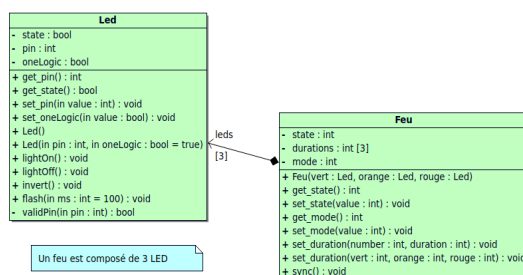 Led
- state : bool
- pin : int
- oneLogic : bool
+ get_pin() : int
+ get_state() : bool
+ set_pin(in value : int) : void
+ set_oneLogic(in value : bool) : void
+ Led()
+ Led(in pin : int, in oneLogic : bool = true)
+ lightOn() : void
+ lightOff() : void
+ invert() : void
+ flash(in ms : int = 100) : void
- validPin(in pin : int) : bool
leds
[3]
Feu
- state : int
- durations : int [3]
- mode : int
+ Feu(vert : Led, orange : Led, rouge : Led)
+ get_state() : int
+ set_state(value : int) : void
+ get_mode() : int
+ set_mode(value : int) : void
+ set_duration(number : int, duration : int) : void
+ set_duration(vert : int, orange : int, rouge : int) : void
+ sync() : void
Un feu est composé de 3 LED